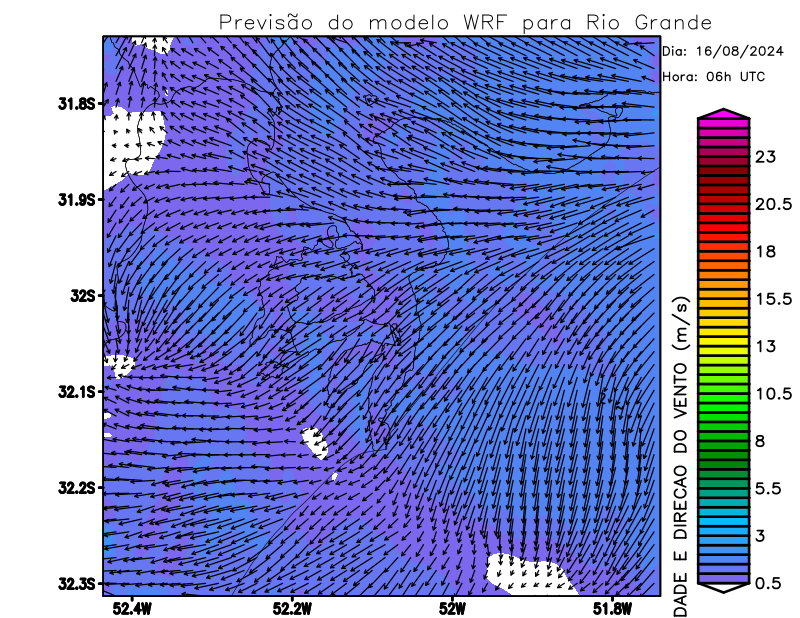 Previsão do modelo WRF para Rio Grande
Dia: 16/08/2024
Hora: 06h UTC
31.8S
31.9S
32S
32.1S
32.2S
32.3S
52.4W
52.2W
52W
51.8W
DADE E DIRECAO DO VENTO (m/s)
23
20.5
18
15.5
13
10.5
8
5.5
3
0.5